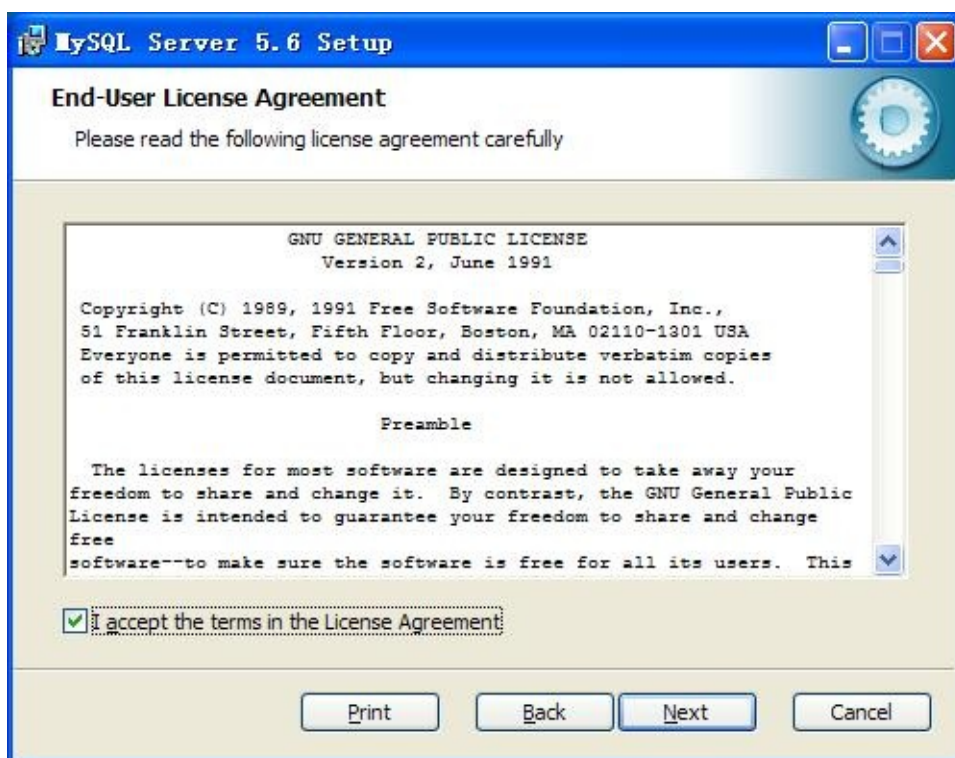 MySQL Server 5.6 Setup
End-User License Agreement
Please read the following license agreement carefully
GNU GENERAL PUBLIC LICENSE
Version 2, June 1991
Copyright (C) 1989, 1991 Free Software Foundation, Inc.,
51 Franklin Street, Fifth Floor, Boston, MA 02110-1301 USA
Everyone is permitted to copy and distribute verbatim copies
of this license document, but changing it is not allowed.
Preamble
The licenses for most software are designed to take away your
freedom to share and change it.  By contrast, the GNU General Public
License is intended to guarantee your freedom to share and change
free
software--to make sure the software is free for all its users.  This
I accept the terms in the License Agreement
Print Back Next Cancel